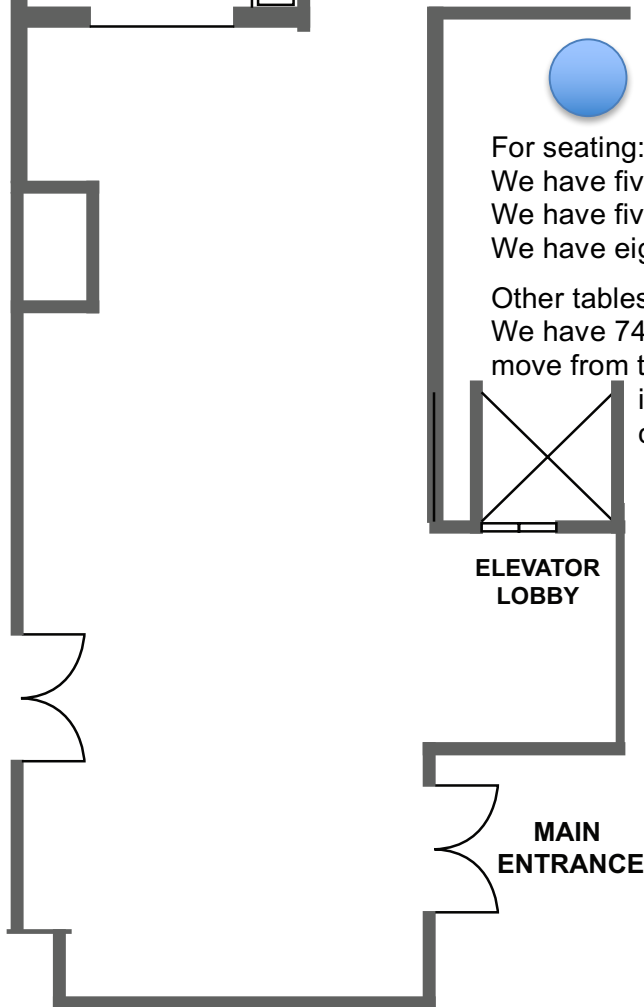 For seating:
We have fiv
We have fiv
We have eig
Other tables
We have 74
move from t
ELEVATOR
LOBBY
MAIN
ENTRANCE